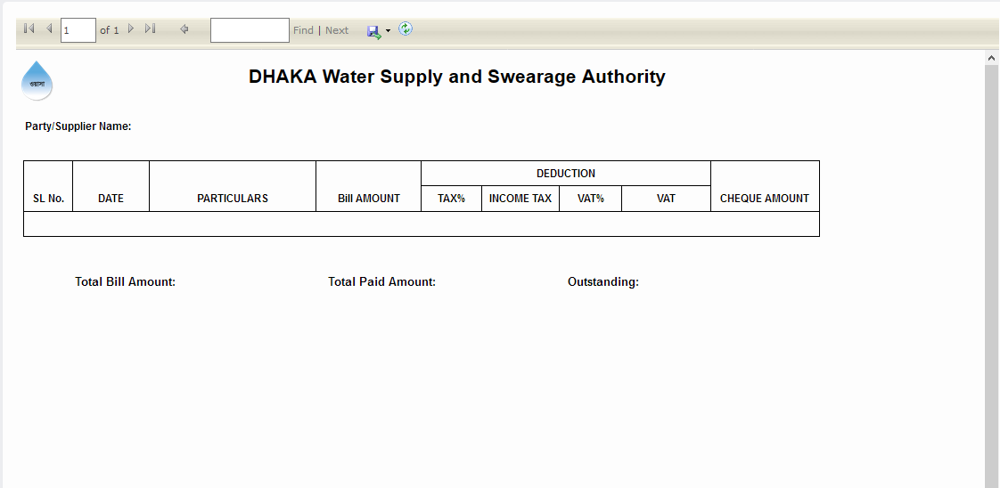 1 of 1 Find | Next
ওয়াসা
DHAKA Water Supply and Swearage Authority
Party/Supplier Name:
DEDUCTION
SL No. DATE PARTICULARS Bill AMOUNT TAX% INCOME TAX VAT% VAT CHEQUE AMOUNT
Total Bill Amount: Total Paid Amount: Outstanding: